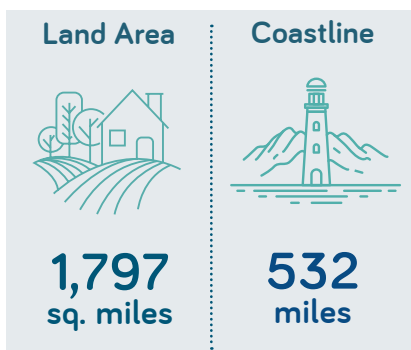 Land Area
1,797
sq. miles
Coastline
532
miles